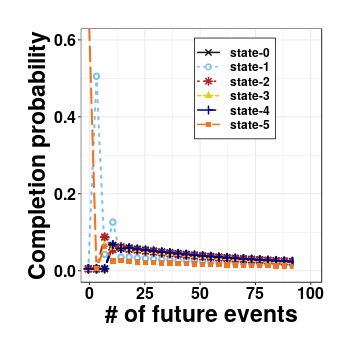 Completion probability
0.6
0.4
0.2
0.0
state-0
state-1
state-2
state-3
state-4
state-5
0 25 50 75 100
# of future events